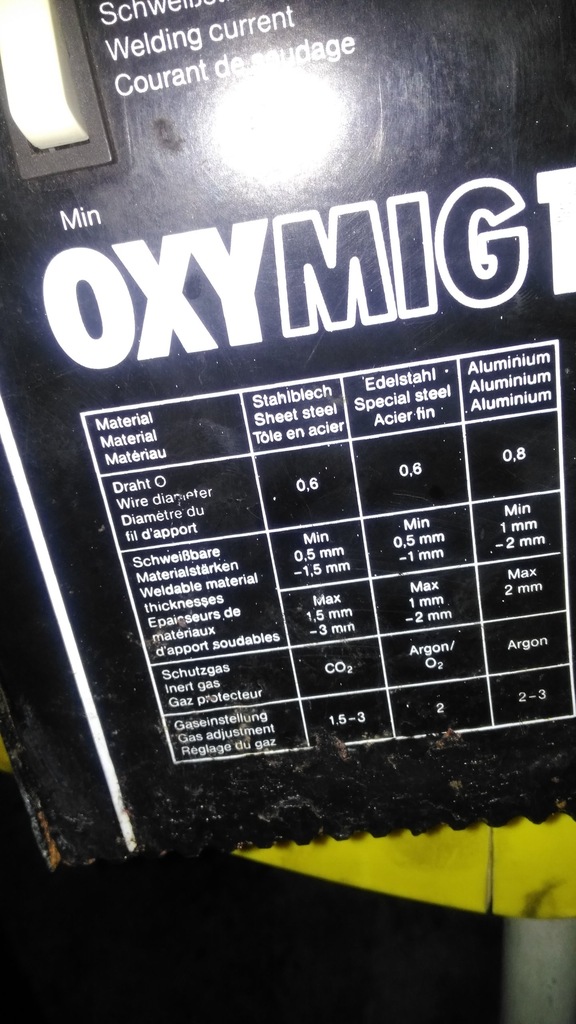 Welding current
Courant de soudage
Min
OXYMIG
Material
Material
Matériau
Stahlblech
Sheet steel
Tôle en acier
Edelstahl
Special steel
Acier fin
Aluminium
Aluminium
Aluminium
Draht O
Wire diameter
Diamètre du
fil d'apport
0,6
0,6
0,8
Schweißbare
Materialstärken
Weldable material
thicknesses
Epaisseurs de
matériaux
d'apport soudables
Min
0,5 mm
-1,5 mm
Min
0,5 mm
-1 mm
Min
1 mm
-2 mm
Max
1,5 mm
-3 mm
Max
1 mm
-2 mm
Max
2 mm
Schutzgas
Inert gas
Gaz protecteur
CO₂
Argon/
O₂
Argon
Gaseinstellung
Gas adjustment
Réglage du gaz
1.5-3
2
2-3